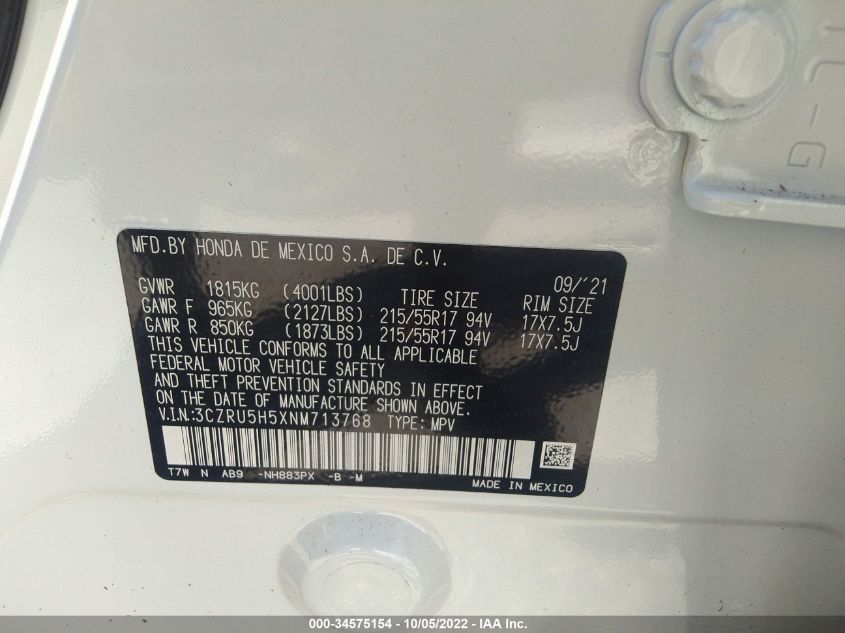 L-G
MFD.BY HONDA DE MEXICO S.A. DE C.V.
09/'21
GVWR 1815KG (4001LBS) TIRE SIZE RIM SIZE
GAWR F 965KG (2127LBS) 215/55R17 94V 17X7.5J
GAWR R 850KG (1873LBS) 215/55R17 94V 17X7.5J
THIS VEHICLE CONFORMS TO ALL APPLICABLE
FEDERAL MOTOR VEHICLE SAFETY
AND THEFT PREVENTION STANDARDS IN EFFECT
ON THE DATE OF MANUFACTURE SHOWN ABOVE.
V.I.N.:3CZRU5H5XNM713768 TYPE: MPV
T7W N AB9 -NH883PX -B -M
MADE IN MEXICO
000-34575154 - 10/05/2022 - IAA Inc.